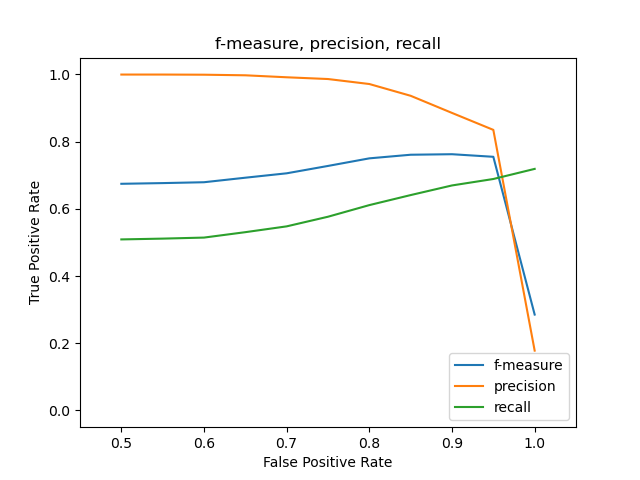 f-measure, precision, recall
True Positive Rate
1.0
0.8
0.6
0.4
0.2
0.0
f-measure
precision
recall
0.5 0.6 0.7 0.8 0.9 1.0
False Positive Rate